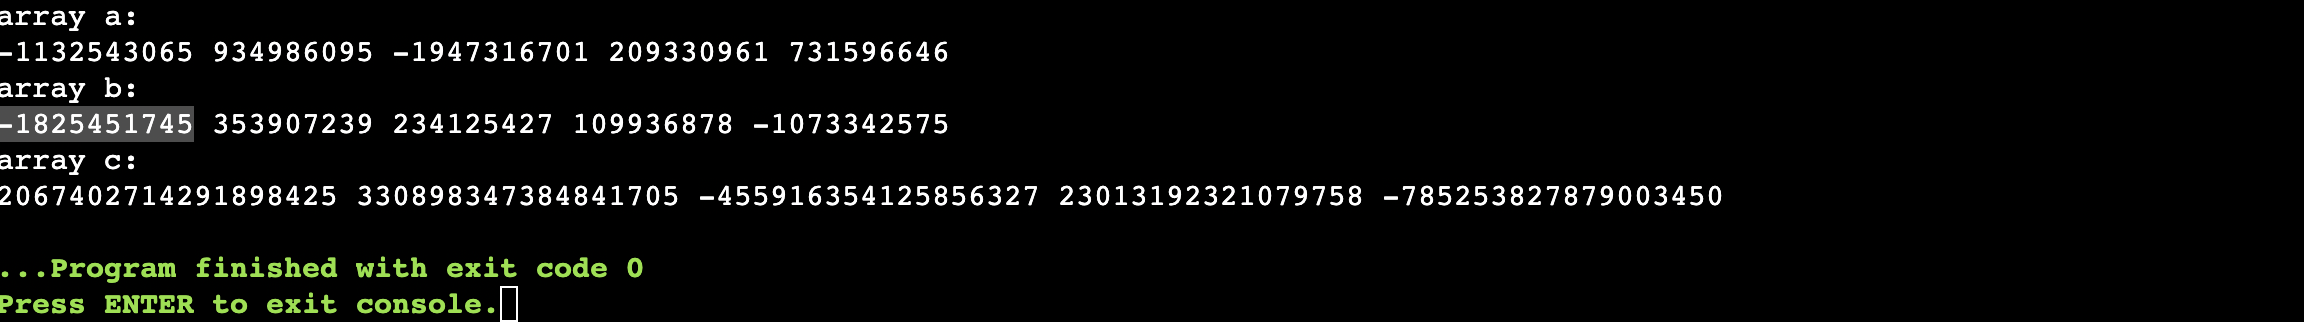 array a:
-1132543065 934986095 -1947316701 209330961 731596646
array b:
-1825451745 353907239 234125427 109936878 -1073342575
array c:
2067402714291898425 330898347384841705 -455916354125856327 23013192321079758 -785253827879003450
...Program finished with exit code 0
Press ENTER to exit console.